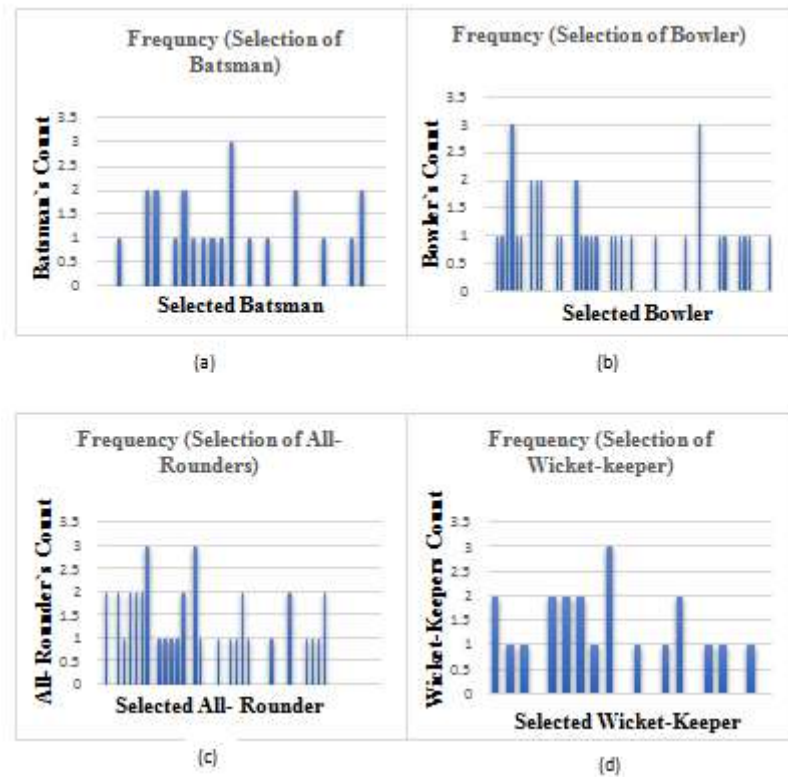 Frequncy (Selection of
Batsman)
Batsman`s Count
3.5
3
2.5
2
1.5
1
0.5
0
Selected Batsman
(a)
Frequncy (Selection of Bowler)
Bowler`s Count
3.5
3
2.5
2
1.5
1
0.5
0
Selected Bowler
(b)
Frequency (Selection of All-
Rounders)
All- Rounder`s Count
3.5
3
2.5
2
1.5
1
0.5
0
Selected All- Rounder
(c)
Frequency (Selection of
Wicket-keeper)
Wicket-Keepers Count
3.5
3
2.5
2
1.5
1
0.5
0
Selected Wicket-Keeper
(d)